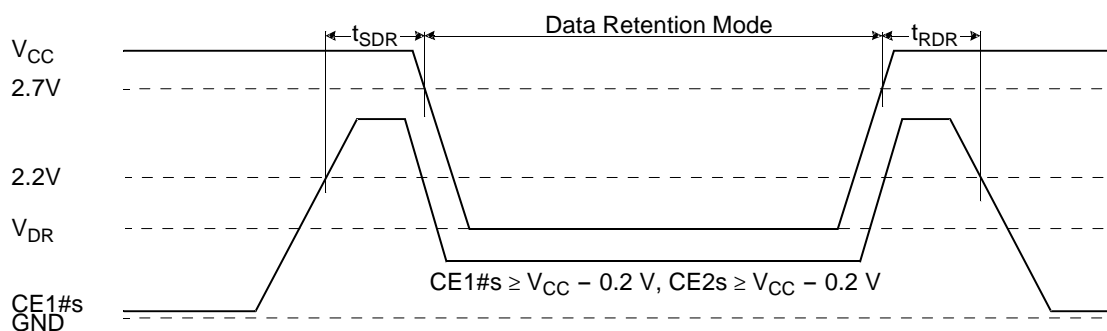 Data Retention Mode
tSDR
tRDR
VCC
2.7V
2.2V
VDR
CE1#s ≥ VCC − 0.2 V, CE2s ≥ VCC − 0.2 V
CE1#s
GND